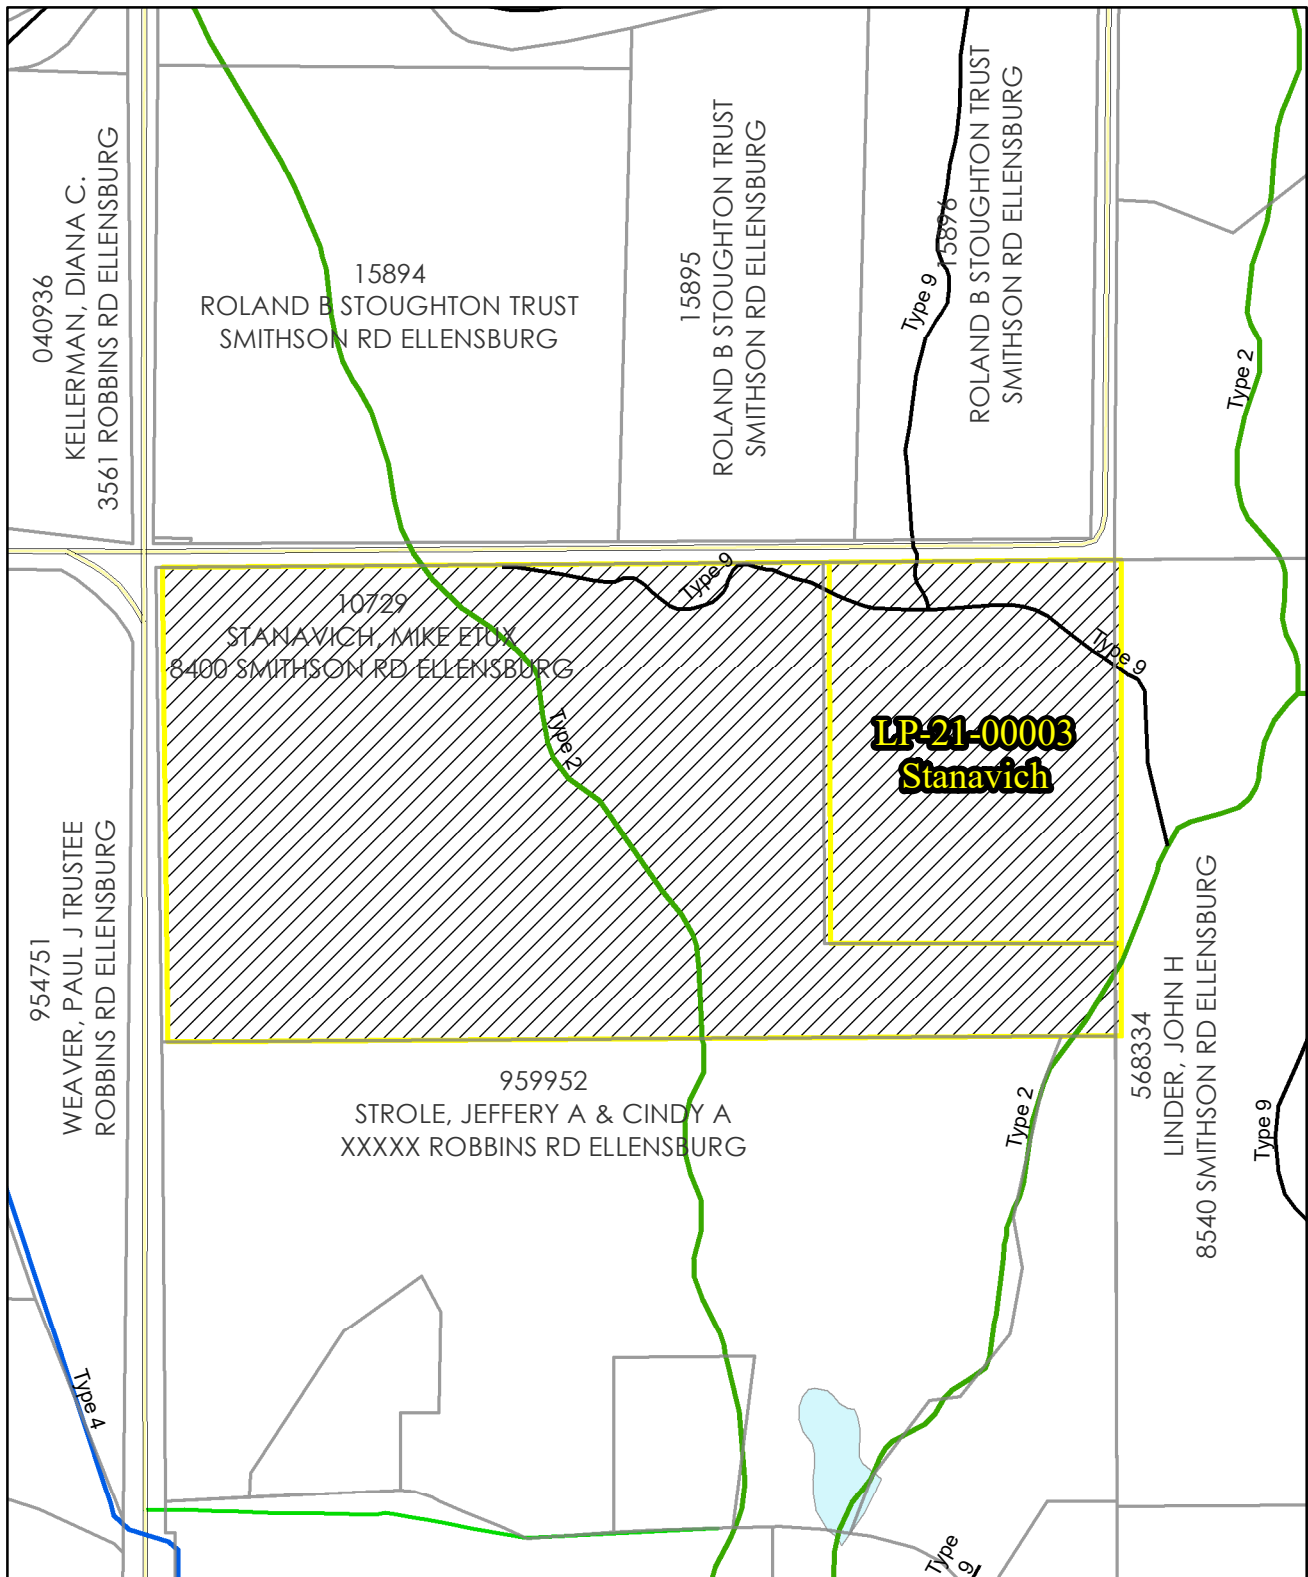 040936
KELLERMAN, DIANA C.
3561 ROBBINS RD ELLENSBURG
15894
ROLAND B STOUGHTON TRUST
SMITHSON RD ELLENSBURG
15895
ROLAND B STOUGHTON TRUST
SMITHSON RD ELLENSBURG
Type 9
15896
ROLAND B STOUGHTON TRUST
SMITHSON RD ELLENSBURG
Type 2
10729
STANAVICH, MIKE ETUX
8400 SMITHSON RD ELLENSBURG
Type 9
Type 9
Type 2
LP-21-00003
Stanavich
954751
WEAVER, PAUL J TRUSTEE
ROBBINS RD ELLENSBURG
959952
STROLE, JEFFERY A & CINDY A
XXXXX ROBBINS RD ELLENSBURG
Type 2
568334
LINDER, JOHN H
8540 SMITHSON RD ELLENSBURG
Type 9
Type 4
Type
9